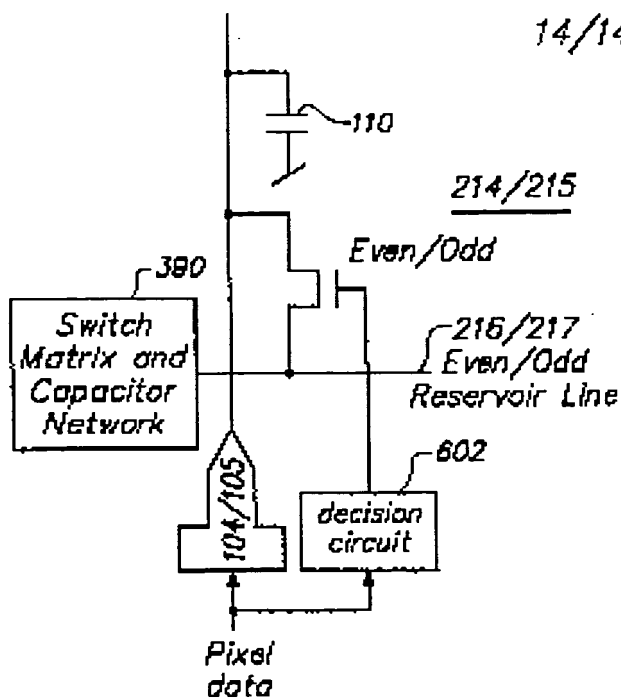 14/14
110
214/215
Even/Odd
380
Switch
Matrix and
Capacitor
Network
216/217
Even/Odd
Reservoir Line
602
104/105
decision
circuit
Pixel
data